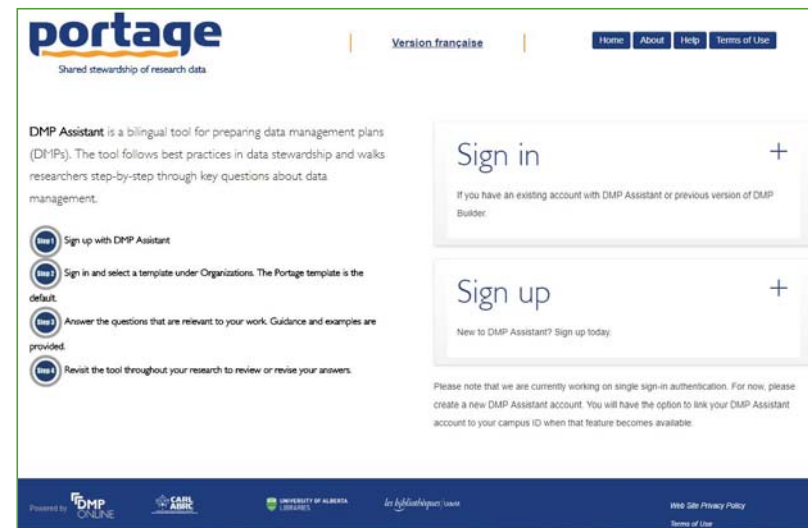 portage
Shared stewardship of research data
Version française
Home About Help Terms of Use
DMP Assistant is a bilingual tool for preparing data management plans
(DMPs). The tool follows best practices in data stewardship and walks
researchers step-by-step through key questions about data
management.
Step 1 Sign up with DMP Assistant
Step 2 Sign in and select a template under Organizations. The Portage template is the
default.
Step 3 Answer the questions that are relevant to your work. Guidance and examples are
provided.
Step 4 Revisit the tool throughout your research to review or revise your answers.
Sign in +
If you have an existing account with DMP Assistant or previous version of DMP
Builder.
Sign up +
New to DMP Assistant? Sign up today.
Please note that we are currently working on single sign-in authentication. For now, please
create a new DMP Assistant account. You will have the option to link your DMP Assistant
account to your campus ID when that feature becomes available.
Powered by DMP ONLINE
CARL ABRC
UNIVERSITY OF ALBERTA LIBRARIES
les bibliothèques/
Web Site Privacy Policy
Terms of Use